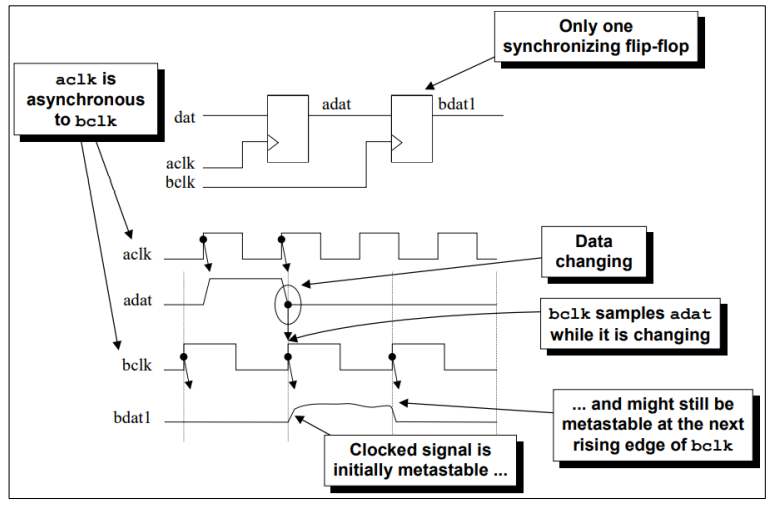 Only one
synchronizing flip-flop
aclk is
asynchronous
to bclk
dat
adat
bdat1
aclk
bclk
aclk
Data
changing
adat
bclk samples adat
while it is changing
bclk
bdat1
... and might still be
metastable at the next
rising edge of bclk
Clocked signal is
initially metastable ...